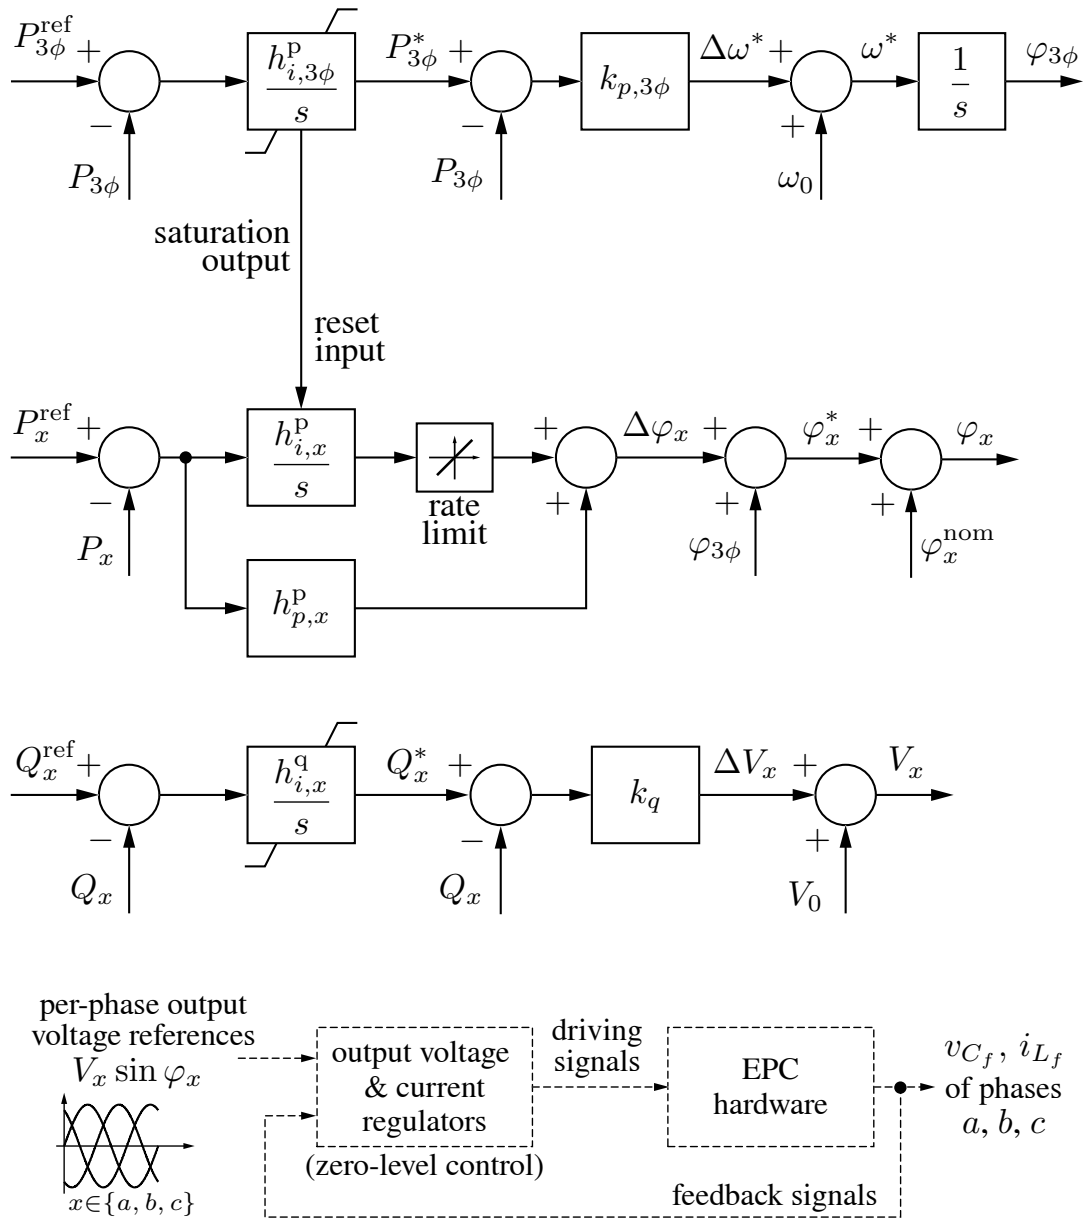 P_{3ϕ}^{ref} + − P_{3ϕ}
h_{i,3ϕ}^{p} / s
P_{3ϕ}^{*} + − P_{3ϕ}
k_{p,3ϕ}
Δω^{*} + + ω_0
ω^{*}
1 / s
φ_{3ϕ}
saturation
output
reset
input
P_x^{ref} + − P_x
h_{i,x}^{p} / s
rate
limit
h_{p,x}^{p}
+ +
Δφ_x + + φ_{3ϕ}
φ_x^{*} + + φ_x^{nom}
φ_x
Q_x^{ref} + − Q_x
h_{i,x}^{q} / s
Q_x^{*} + − Q_x
k_q
ΔV_x + + V_0
V_x
per-phase output
voltage references
V_x sin φ_x
x∈{a, b, c}
output voltage
& current
regulators
(zero-level control)
driving
signals
EPC
hardware
v_{C_f}, i_{L_f}
of phases
a, b, c
feedback signals